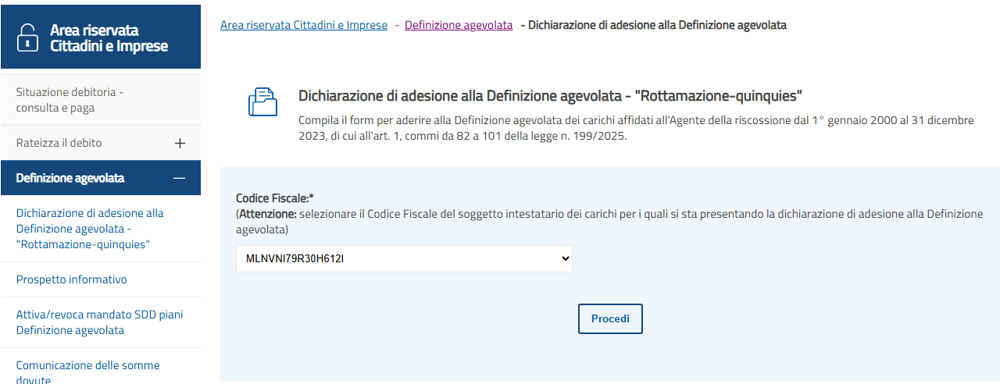 Area riservata
Cittadini e Imprese
Situazione debitoria -
consulta e paga
Rateizza il debito
Definizione agevolata
Dichiarazione di adesione alla
Definizione agevolata -
"Rottamazione-quinquies"
Prospetto informativo
Attiva/revoca mandato SDD piani
Definizione agevolata
Comunicazione delle somme
dovute
Area riservata Cittadini e Imprese - Definizione agevolata - Dichiarazione di adesione alla Definizione agevolata
Dichiarazione di adesione alla Definizione agevolata - "Rottamazione-quinquies"
Compila il form per aderire alla Definizione agevolata dei carichi affidati all'Agente della riscossione dal 1° gennaio 2000 al 31 dicembre
2023, di cui all'art. 1, commi da 82 a 101 della legge n. 199/2025.
Codice Fiscale:*
(Attenzione: selezionare il Codice Fiscale del soggetto intestatario dei carichi per i quali si sta presentando la dichiarazione di adesione alla Definizione
agevolata)
MLNVNI79R30H612I
Procedi